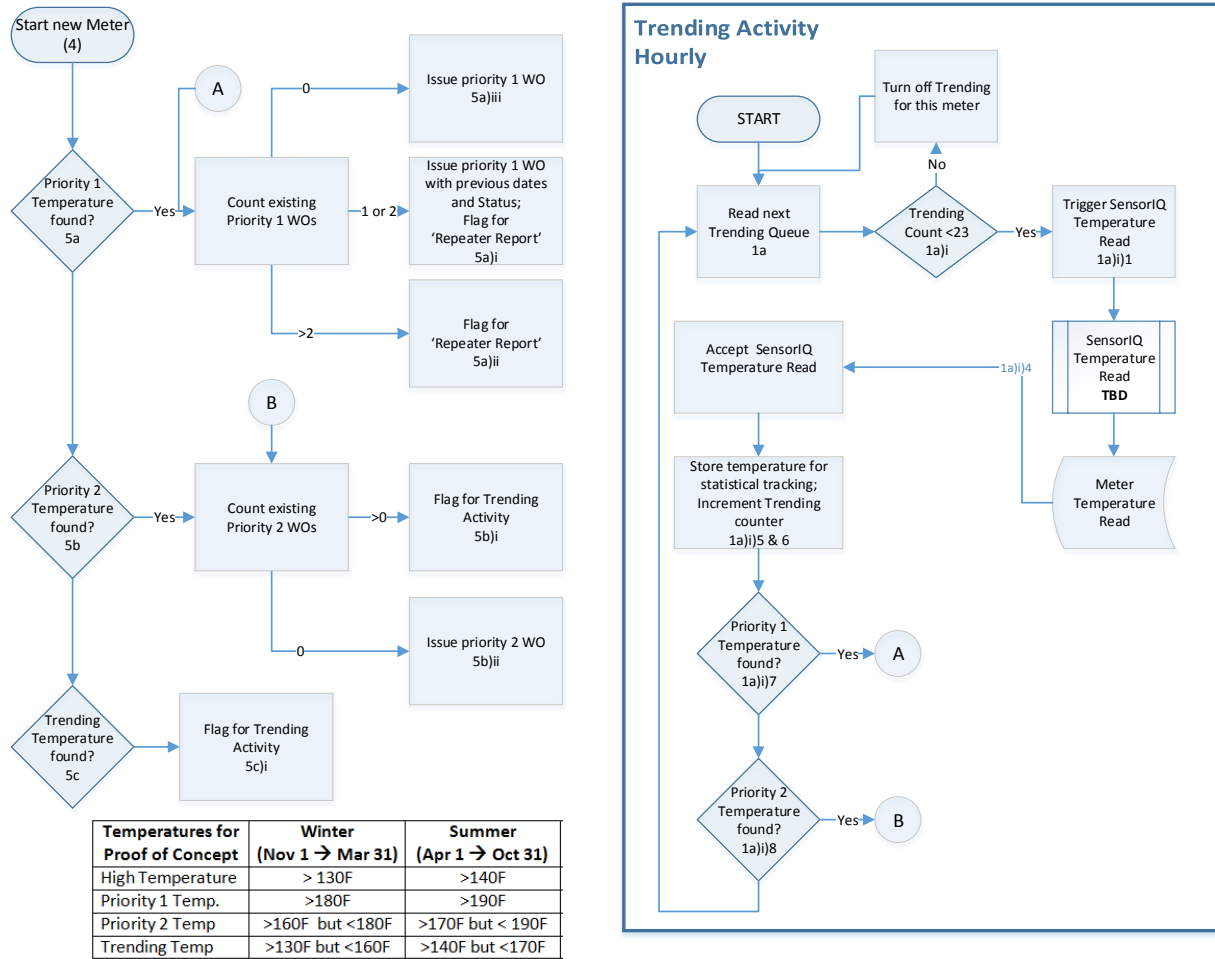 Start new Meter
(4)
A
0
Issue priority 1 WO
5a)iii
Priority 1
Temperature
found?
5a
Yes
Count existing
Priority 1 WOs
1 or 2
Issue priority 1 WO
with previous dates
and Status;
Flag for
‘Repeater Report’
5a)i
>2
Flag for
‘Repeater Report’
5a)ii
B
Priority 2
Temperature
found?
5b
Yes
Count existing
Priority 2 WOs
>0
Flag for Trending
Activity
5b)i
0
Issue priority 2 WO
5b)ii
Trending
Temperature
found?
5c
Flag for Trending
Activity
5c)i
Temperatures for Proof of Concept Winter (Nov 1 → Mar 31) Summer (Apr 1 → Oct 31)
High Temperature > 130F >140F
Priority 1 Temp. >180F >190F
Priority 2 Temp >160F but <180F >170F but < 190F
Trending Temp >130F but <160F >140F but <170F
Trending Activity
Hourly
START
Turn off Trending
for this meter
No
Read next
Trending Queue
1a
Trending
Count <23
1a)i
Yes
Trigger SensorIQ
Temperature
Read
1a)i)1
SensorIQ
Temperature
Read
TBD
Meter
Temperature
Read
1a)i)4
Accept SensorIQ
Temperature Read
Store temperature for
statistical tracking;
Increment Trending
counter
1a)i)5 & 6
Priority 1
Temperature
found?
1a)i)7
Yes
A
Priority 2
Temperature
found?
1a)i)8
Yes
B